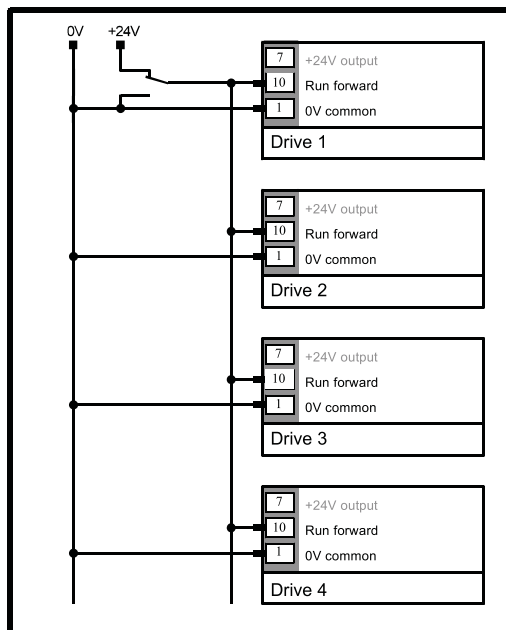 0V +24V
7 +24V output
10 Run forward
1 0V common
Drive 1
7 +24V output
10 Run forward
1 0V common
Drive 2
7 +24V output
10 Run forward
1 0V common
Drive 3
7 +24V output
10 Run forward
1 0V common
Drive 4